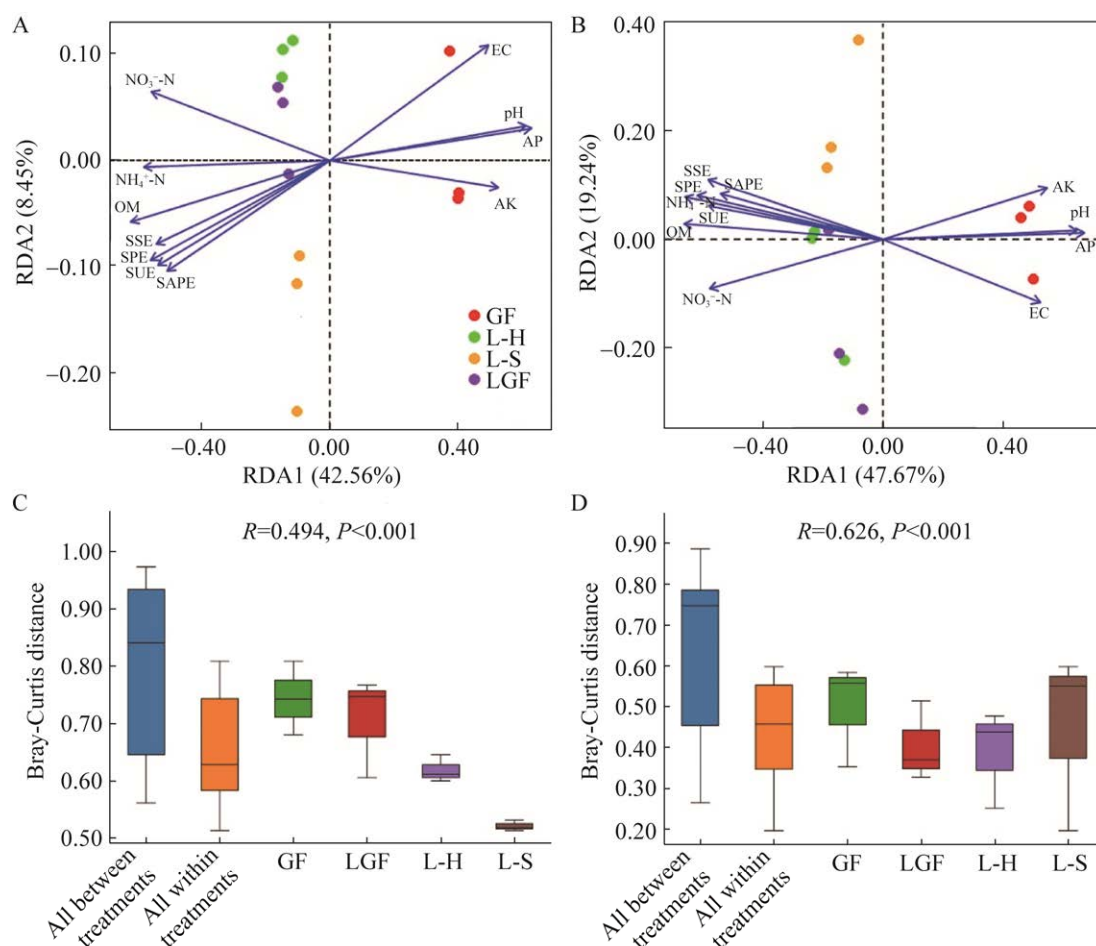 A
0.10
0.00
−0.10
−0.20
RDA2 (8.45%)
−0.40
0.00
0.40
RDA1 (42.56%)
NO₃⁻-N
NH₄⁺-N
OM
SSE
SPE
SUE
SAPE
EC
pH
AP
AK
GF
L-H
L-S
LGF
B
0.40
0.20
0.00
−0.20
RDA2 (19.24%)
−0.40
0.00
0.40
RDA1 (47.67%)
SSE
SPE
SAPE
NH₄⁺-N
SUE
OM
NO₃⁻-N
AK
pH
AP
EC
C
R=0.494, P<0.001
1.00
0.90
0.80
0.70
0.60
0.50
Bray-Curtis distance
All between
treatments
All within
treatments
GF
LGF
L-H
L-S
D
R=0.626, P<0.001
0.90
0.80
0.70
0.60
0.50
0.40
0.30
0.20
Bray-Curtis distance
All between
treatments
All within
treatments
GF
LGF
L-H
L-S